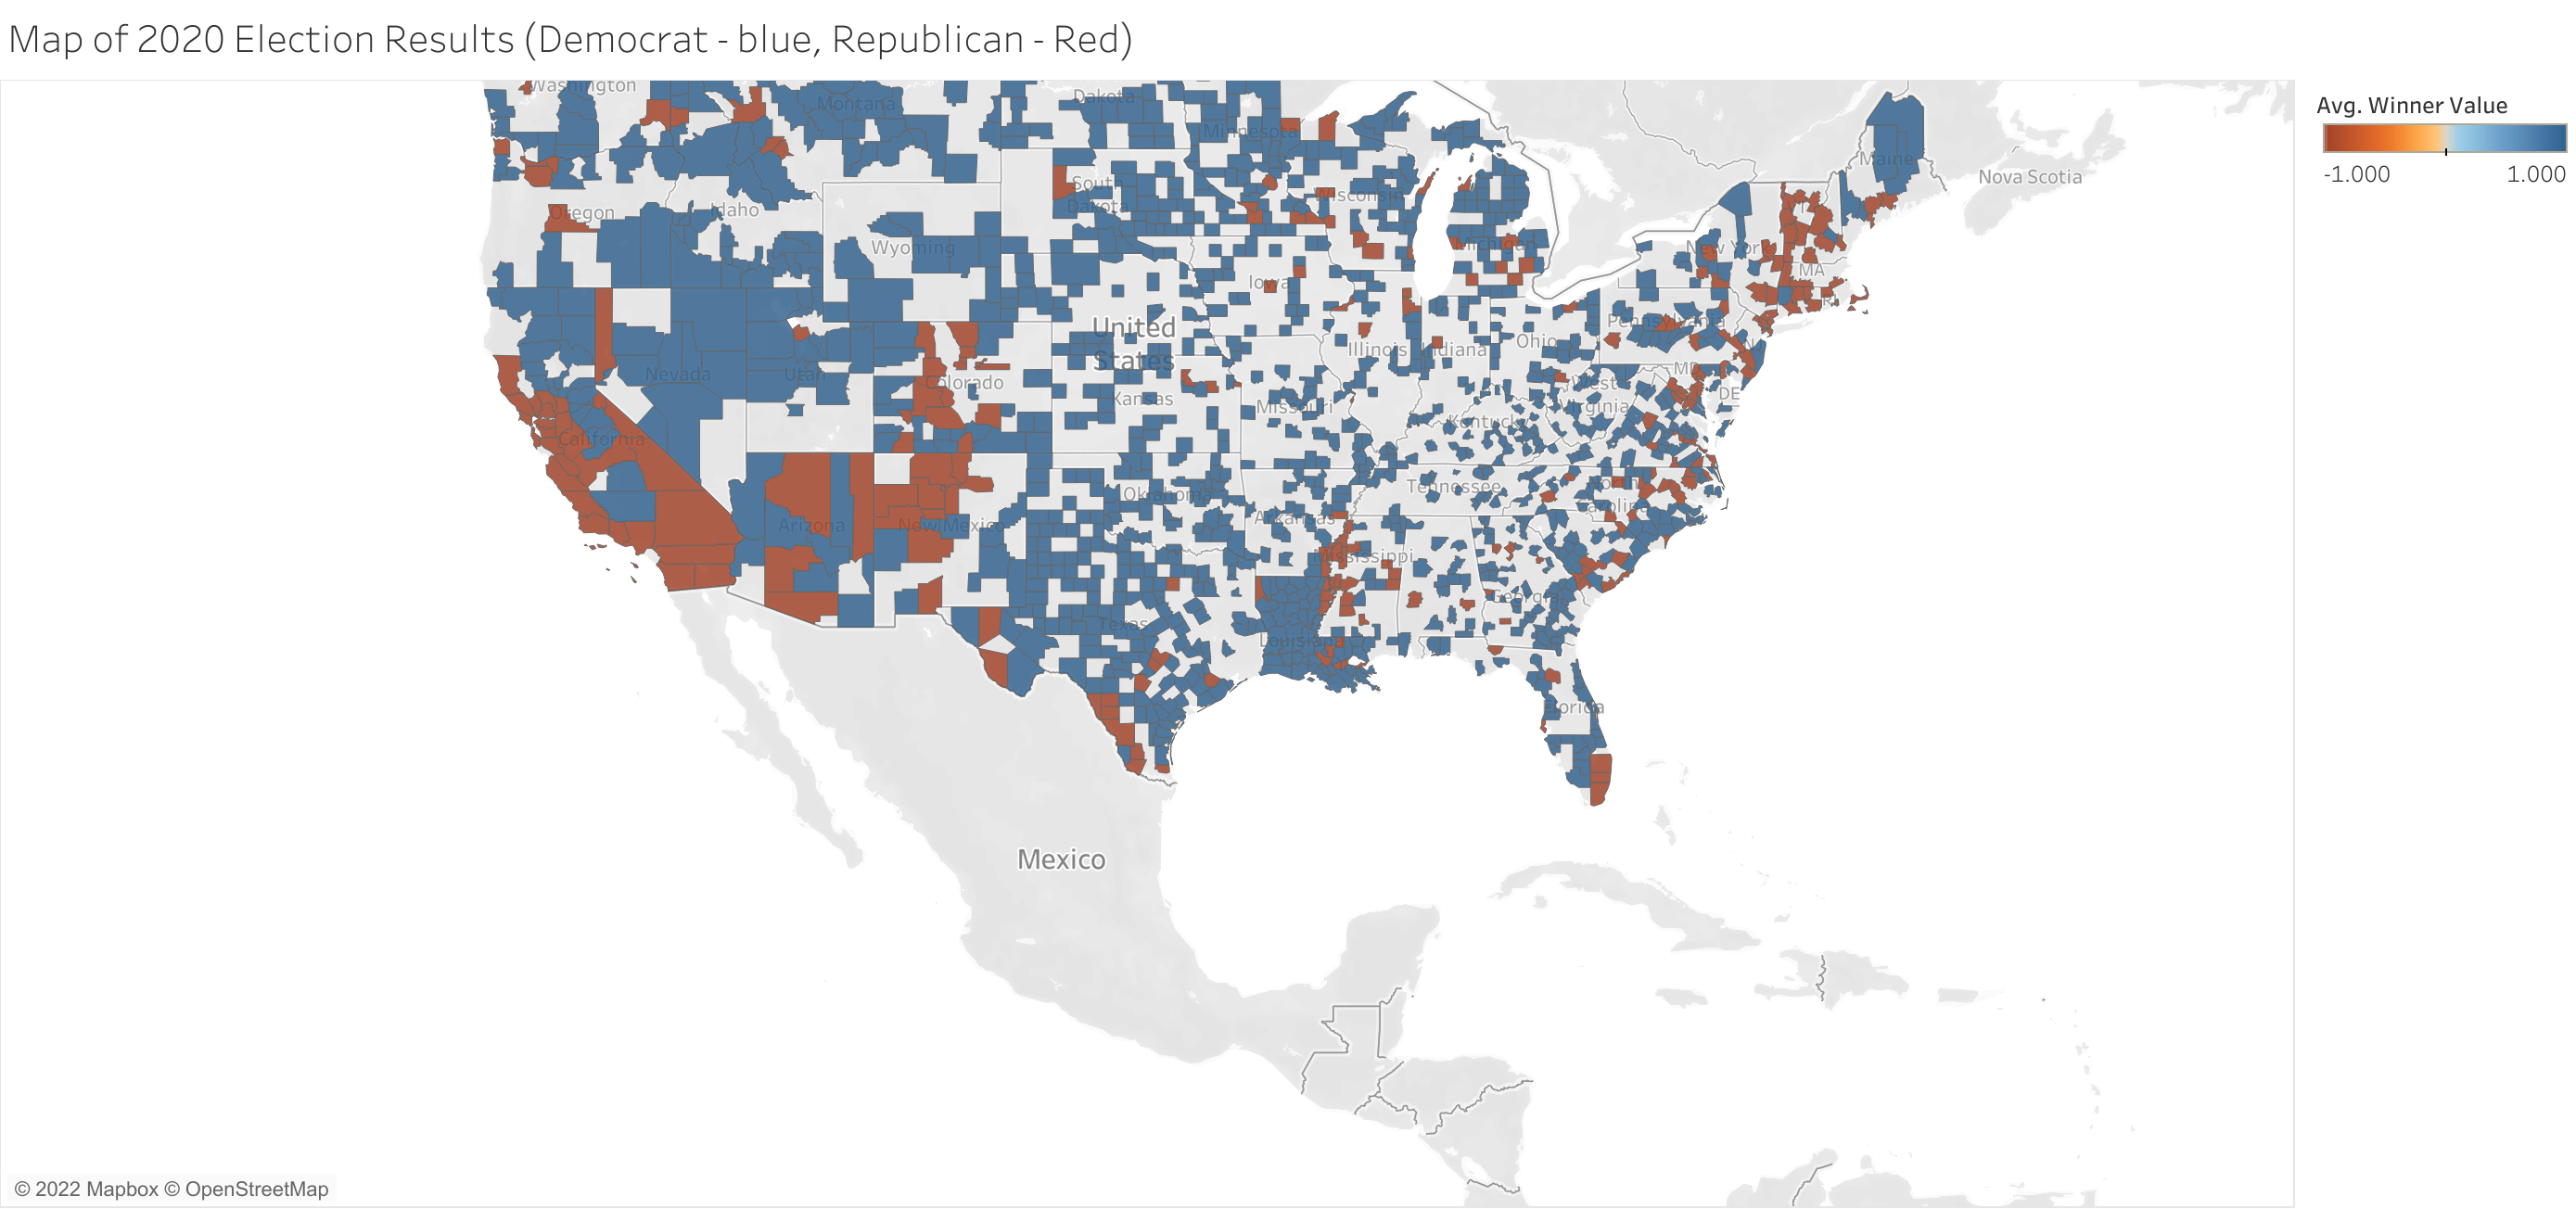 Map of 2020 Election Results (Democrat - blue, Republican - Red)
Avg. Winner Value
-1.000 1.000
Washington
Montana
Dakota
Minnesota
Maine
Nova Scotia
Wisconsin
South
Dakota
Oregon
Idaho
Wyoming
Michigan
New York
MA
RI
Iowa
United
States
Pennsylvania
NJ
Ohio
Illinois
Indiana
Nevada
Utah
Colorado
MD
DE
West
Virginia
Kansas
Missouri
Kentucky
California
Tennessee
North
Carolina
Oklahoma
Arkansas
Arizona
New Mexico
Mississippi
Georgia
Texas
Louisiana
Florida
Mexico
© 2022 Mapbox © OpenStreetMap